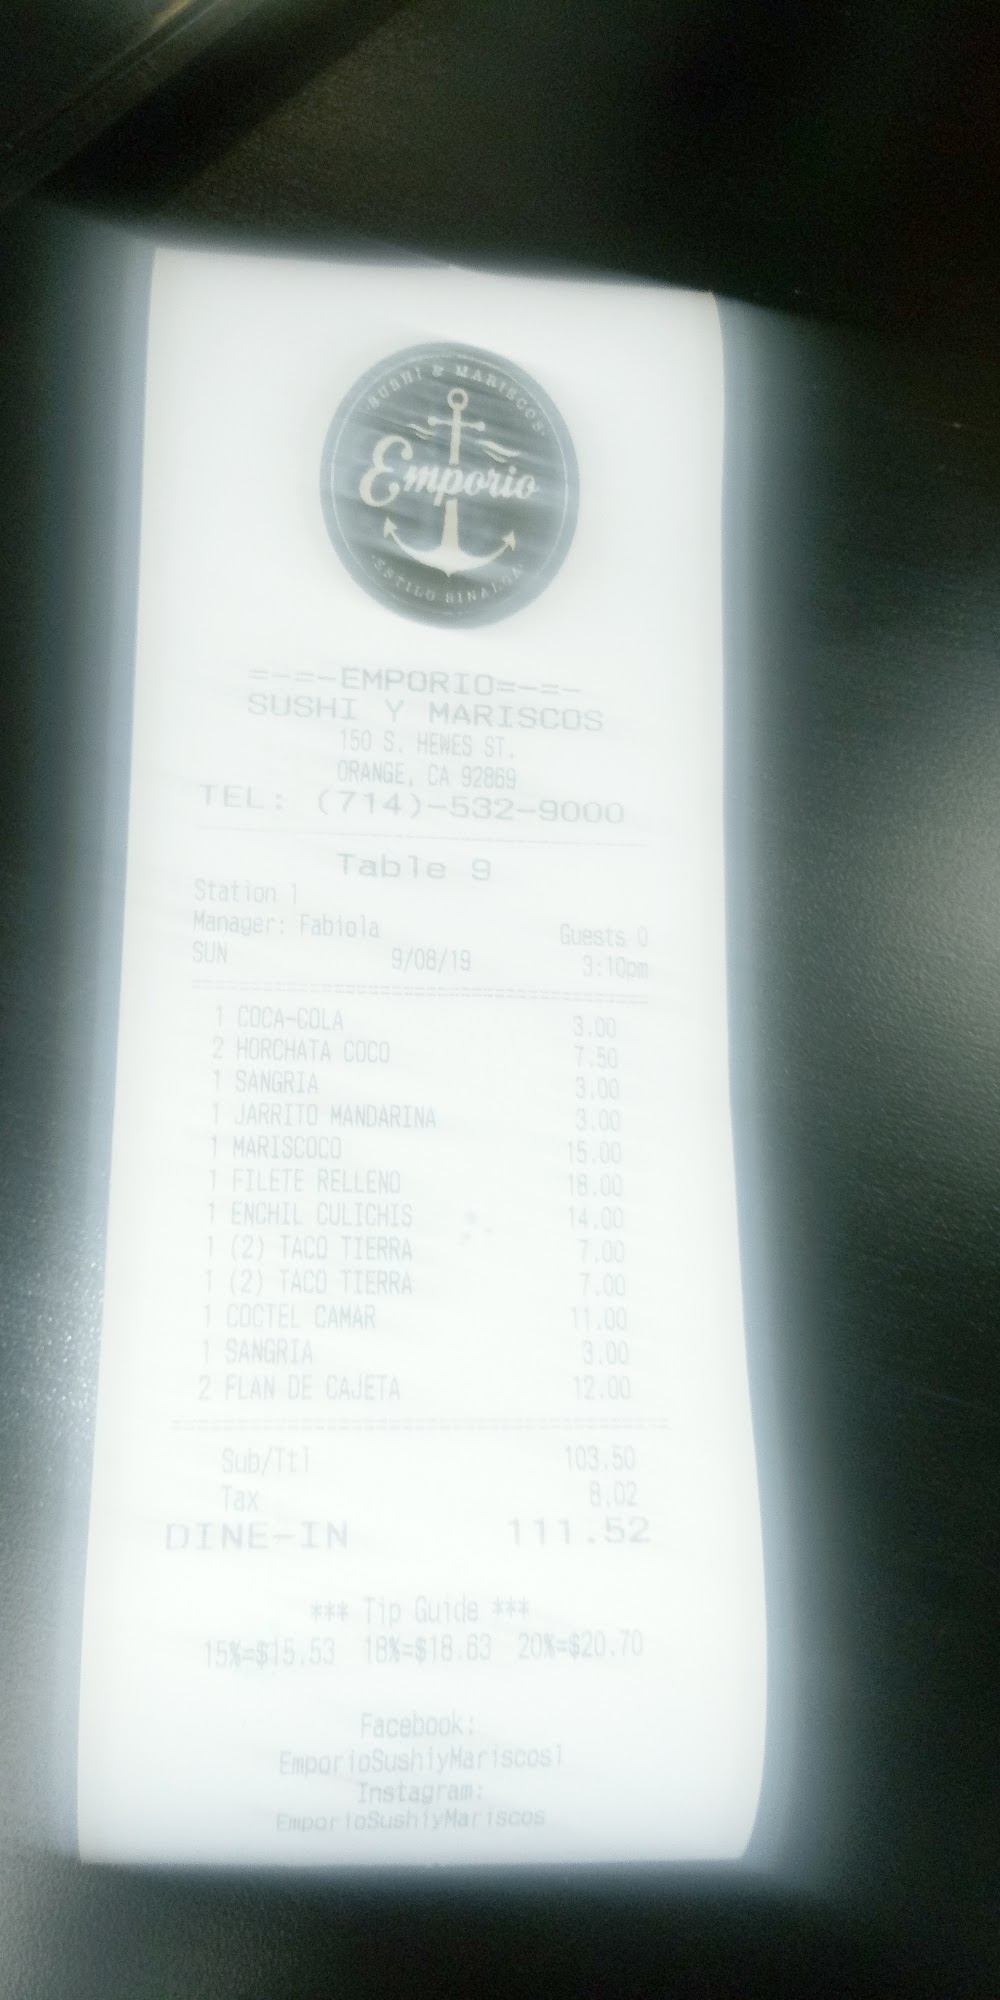 SUSHI & MARISCOS
Emporio
ESTILO SINALOA
=-=-EMPORIO=-=-
SUSHI Y MARISCOS
150 S. HEWES ST.
ORANGE, CA 92869
TEL: (714)-532-9000
Table 9
Station 1
Manager: Fabiola Guests 0
SUN 9/08/19 3:10pm
1 COCA-COLA 3.00
2 HORCHATA COCO 7.50
1 SANGRIA 3.00
1 JARRITO MANDARINA 3.00
1 MARISCOCO 15.00
1 FILETE RELLENO 18.00
1 ENCHIL CULICHIS 14.00
1 (2) TACO TIERRA 7.00
1 (2) TACO TIERRA 7.00
1 COCTEL CAMAR 11.00
1 SANGRIA 3.00
2 FLAN DE CAJETA 12.00
Sub/Ttl 103.50
Tax 8.02
DINE-IN 111.52
*** Tip Guide ***
15%=$15.53 18%=$18.63 20%=$20.70
Facebook:
EmporioSushiyMariscos1
Instagram:
EmporioSushiyMariscos